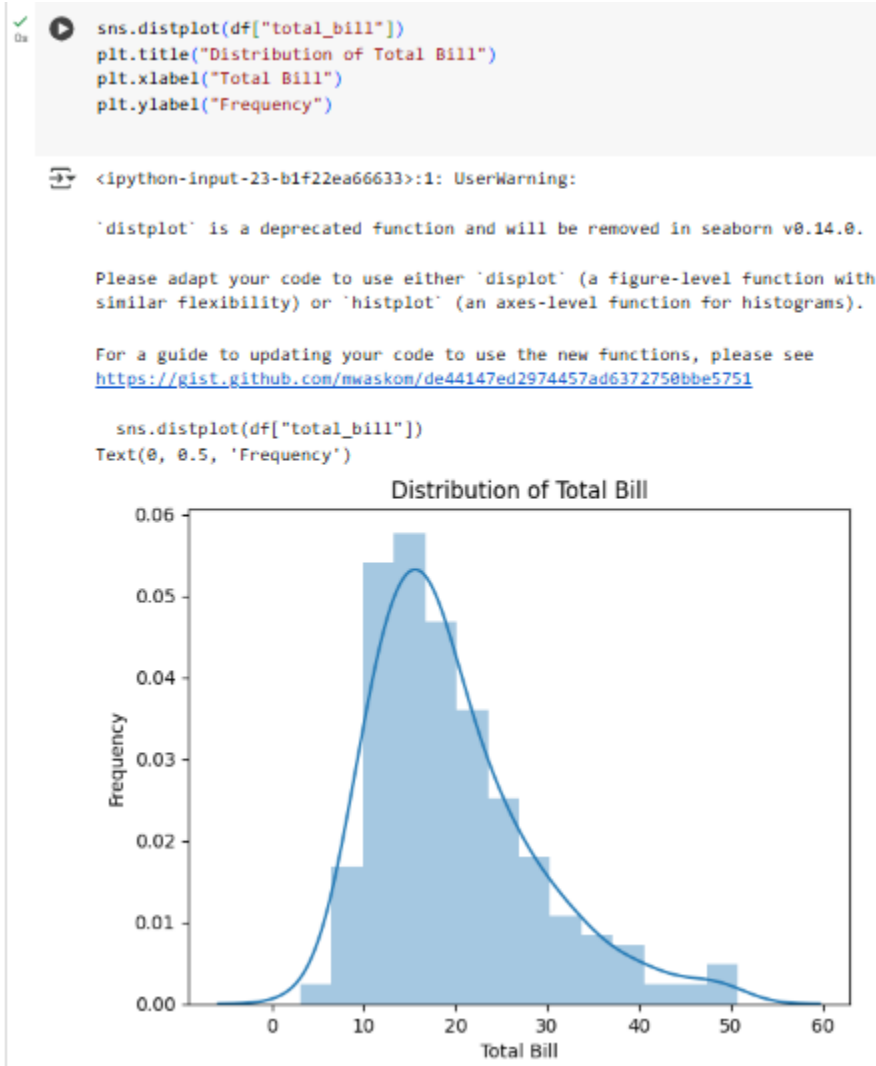 0s
sns.distplot(df["total_bill"])
plt.title("Distribution of Total Bill")
plt.xlabel("Total Bill")
plt.ylabel("Frequency")
<ipython-input-23-b1f22ea66633>:1: UserWarning:
`distplot` is a deprecated function and will be removed in seaborn v0.14.0.
Please adapt your code to use either `displot` (a figure-level function with
similar flexibility) or `histplot` (an axes-level function for histograms).
For a guide to updating your code to use the new functions, please see
https://gist.github.com/mwaskom/de44147ed2974457ad6372750bbe5751
sns.distplot(df["total_bill"])
Text(0, 0.5, 'Frequency')
Distribution of Total Bill
0.06
0.05
0.04
0.03
0.02
0.01
0.00
Frequency
0 10 20 30 40 50 60
Total Bill